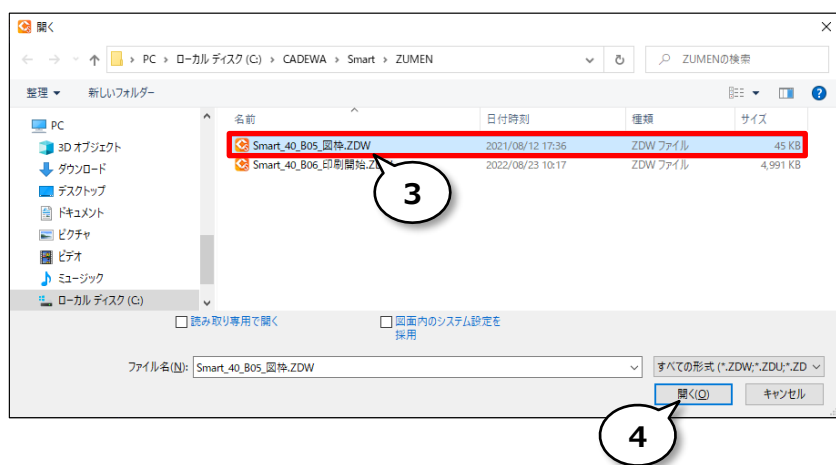 開く
PC › ローカル ディスク (C:) › CADEWA › Smart › ZUMEN
ZUMENの検索
整理 新しいフォルダー
名前 日付時刻 種類 サイズ
PC
3D オブジェクト
ダウンロード
デスクトップ
ドキュメント
ピクチャ
ビデオ
ミュージック
ローカル ディスク (C:)
Smart_40_B05_図枠.ZDW 2021/08/12 17:36 ZDW ファイル 45 KB
Smart_40_B06_印刷開始.ZD 2022/08/23 10:17 ZDW ファイル 4,991 KB
3
読み取り専用で開く
図面内のシステム設定を
採用
ファイル名(N): Smart_40_B05_図枠.ZDW
すべての形式 (*.ZDW;*.ZDU;*.ZD
開く(O) キャンセル
4